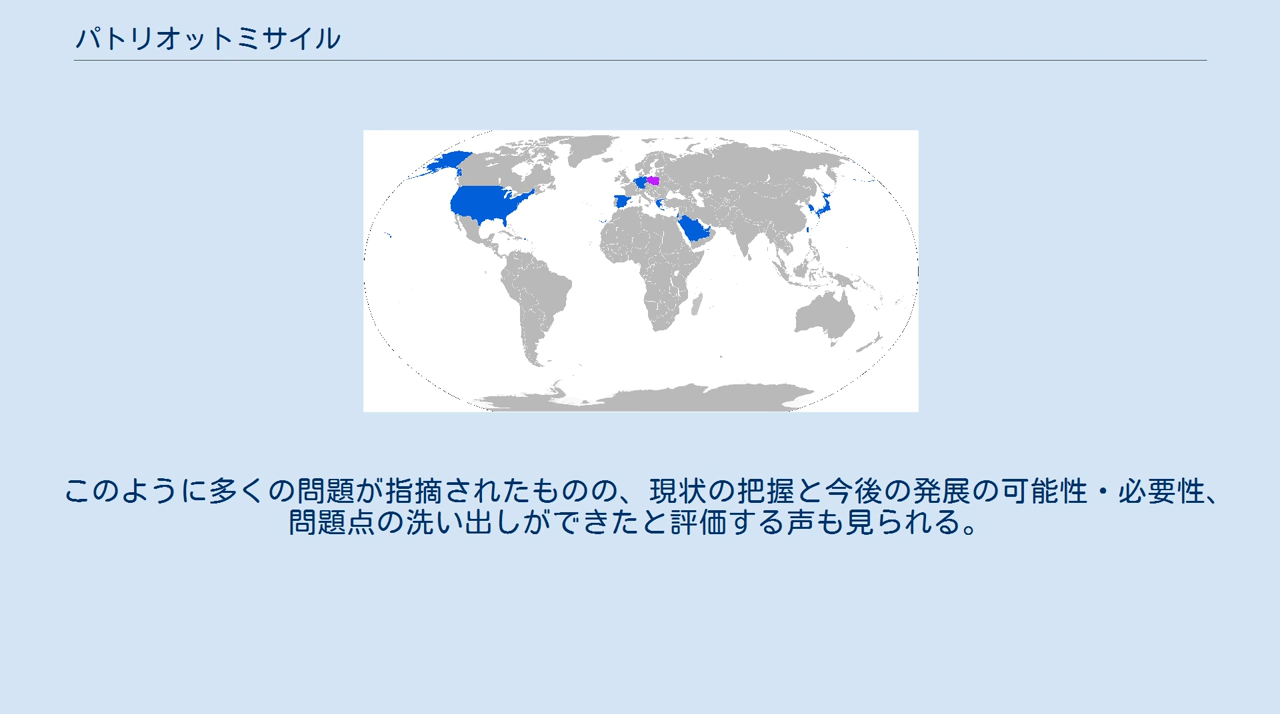 パトリオットミサイル
このように多くの問題が指摘されたものの、現状の把握と今後の発展の可能性・必要性、
問題点の洗い出しができたと評価する声も見られる。